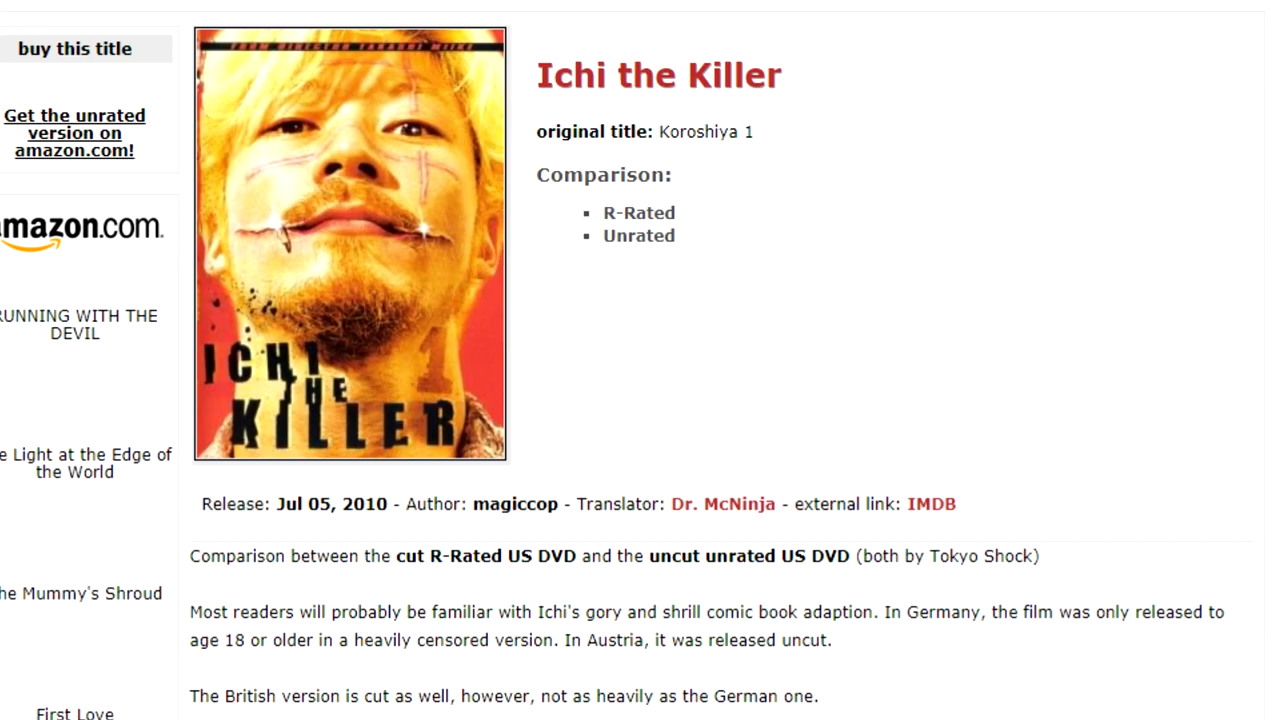 buy this title
Get the unrated
version on
amazon.com!
amazon.com.
RUNNING WITH THE
DEVIL
e Light at the Edge of
the World
he Mummy's Shroud
First Love
FROM DIRECTOR TAKASHI MIIKE
ICHI
THE
KILLER
1
Ichi the Killer
original title: Koroshiya 1
Comparison:
R-Rated
Unrated
Release: Jul 05, 2010 - Author: magiccop - Translator: Dr. McNinja - external link: IMDB
Comparison between the cut R-Rated US DVD and the uncut unrated US DVD (both by Tokyo Shock)
Most readers will probably be familiar with Ichi's gory and shrill comic book adaption. In Germany, the film was only released to
age 18 or older in a heavily censored version. In Austria, it was released uncut.
The British version is cut as well, however, not as heavily as the German one.